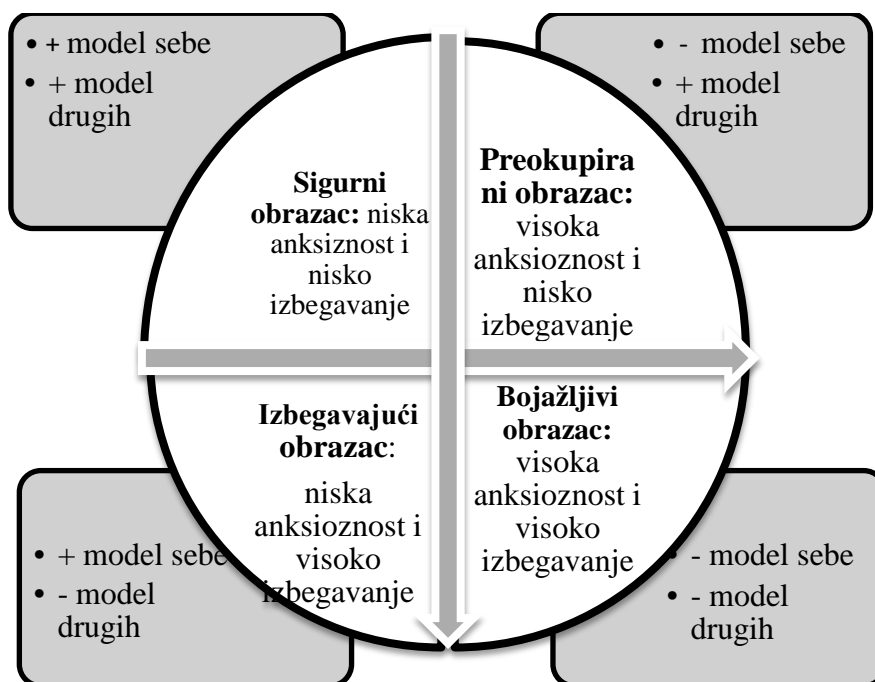 • + model sebe
• + model
drugih
• - model sebe
• + model
drugih
Sigurni
obrazac: niska
anksiznost i
nisko
izbegavanje
Preokupira
ni obrazac:
visoka
anksioznost i
nisko
izbegavanje
Izbegavajući
obrazac:
niska
anksioznost i
visoko
izbegavanje
Bojažljivi
obrazac:
visoka
anksioznost i
visoko
izbegavanje
• + model sebe
• - model
drugih
• - model sebe
• - model
drugih